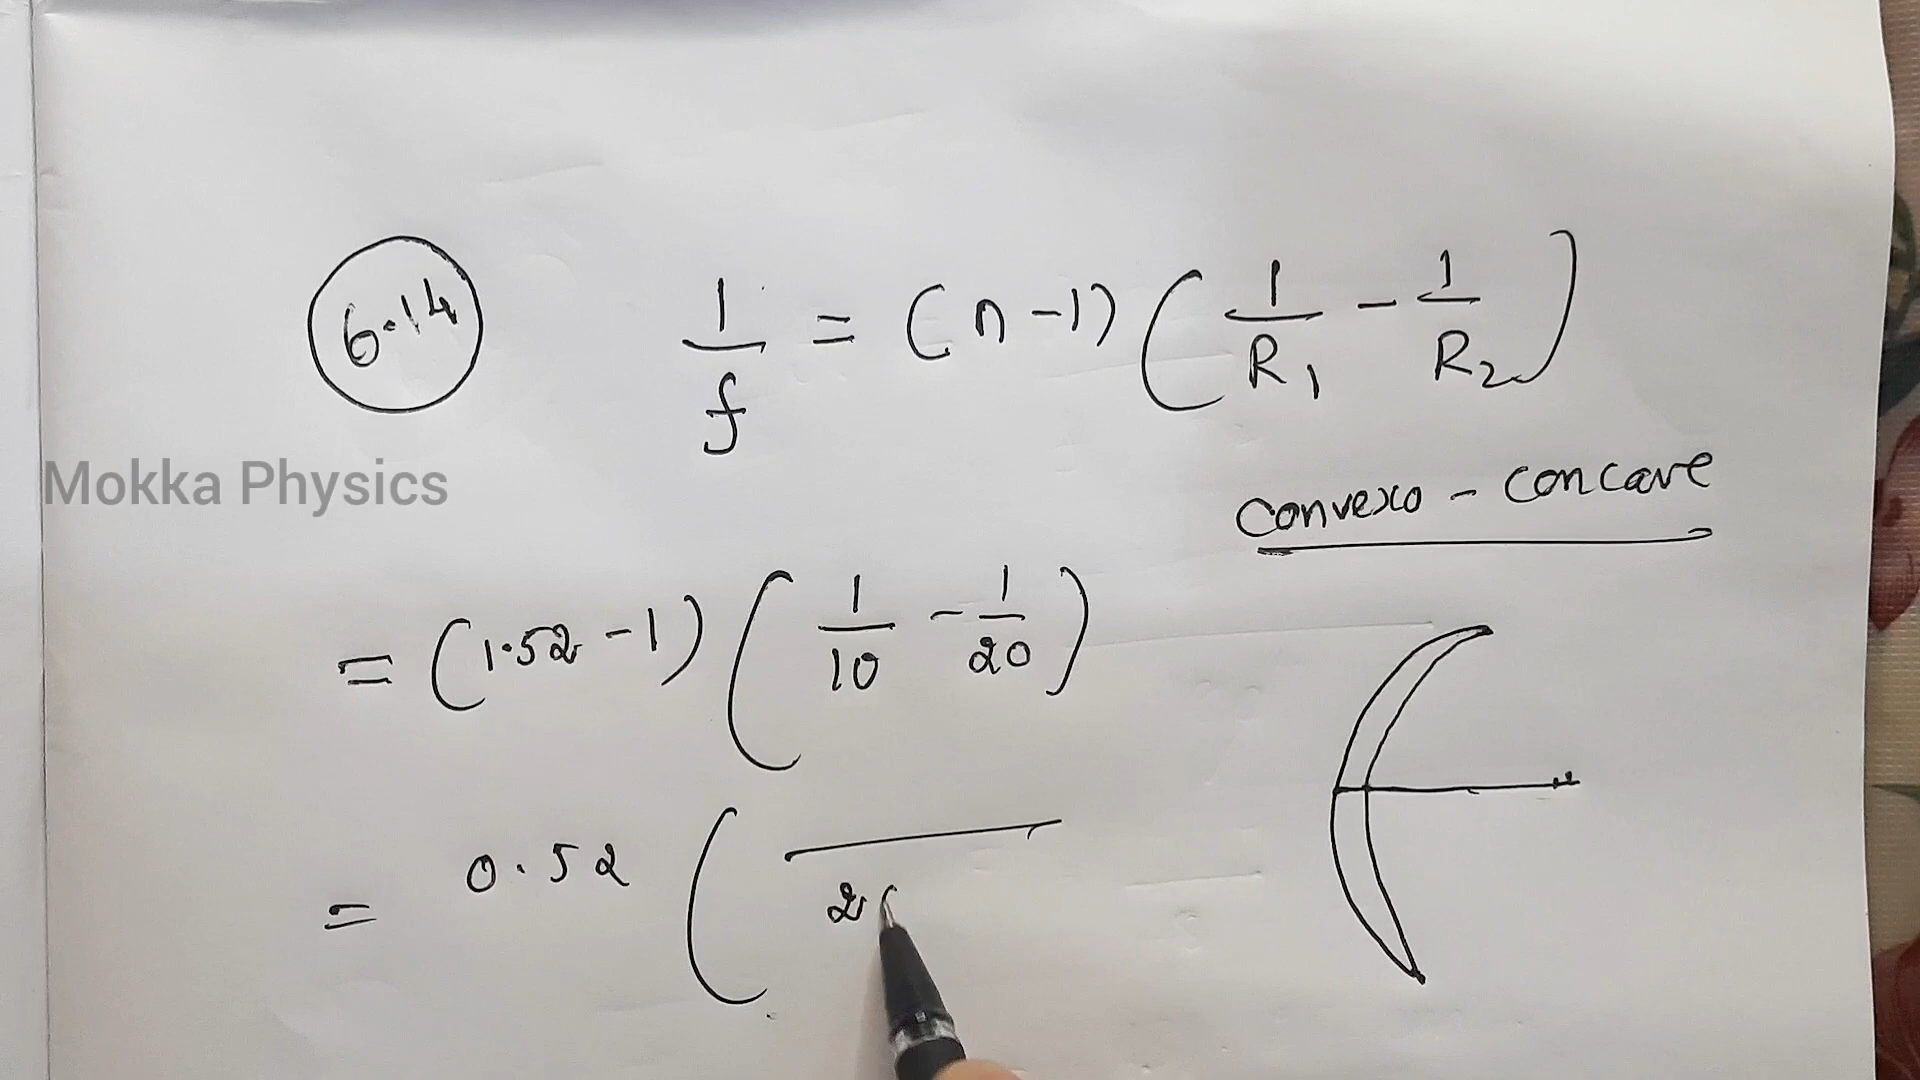 6.14
1/f = (n-1) (1/R₁ - 1/R₂)
Mokka Physics
convexo - concave
= (1.52 - 1) (1/10 - 1/20)
= 0.52 ( /20